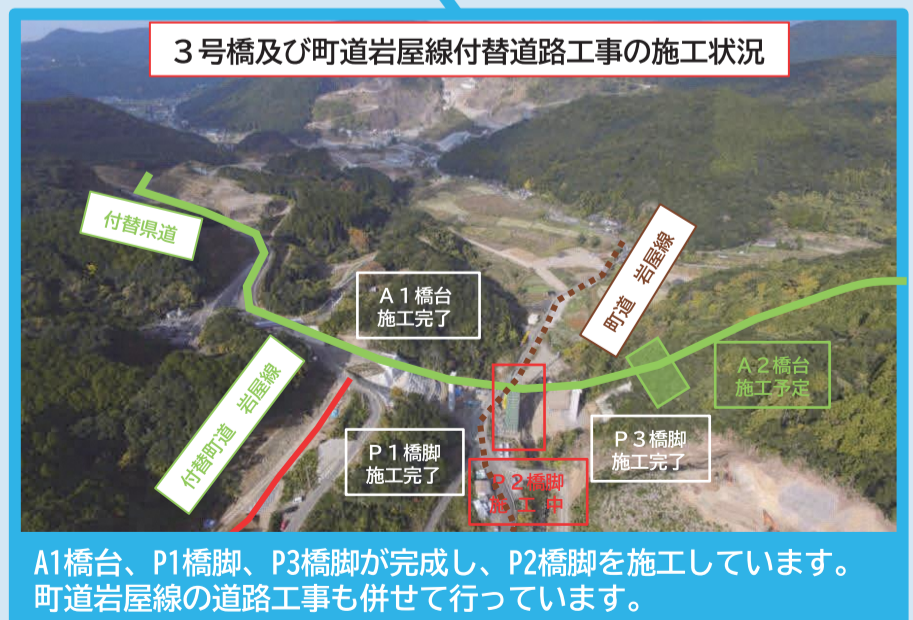 3号橋及び町道岩屋線付替道路工事の施工状況
付替県道
町道　岩屋線
A1橋台
施工完了
A2橋台
施工予定
付替町道　岩屋線
P1橋脚
施工完了
P3橋脚
施工完了
P2橋脚
施 工 中
A1橋台、P1橋脚、P3橋脚が完成し、P2橋脚を施工しています。
町道岩屋線の道路工事も併せて行っています。